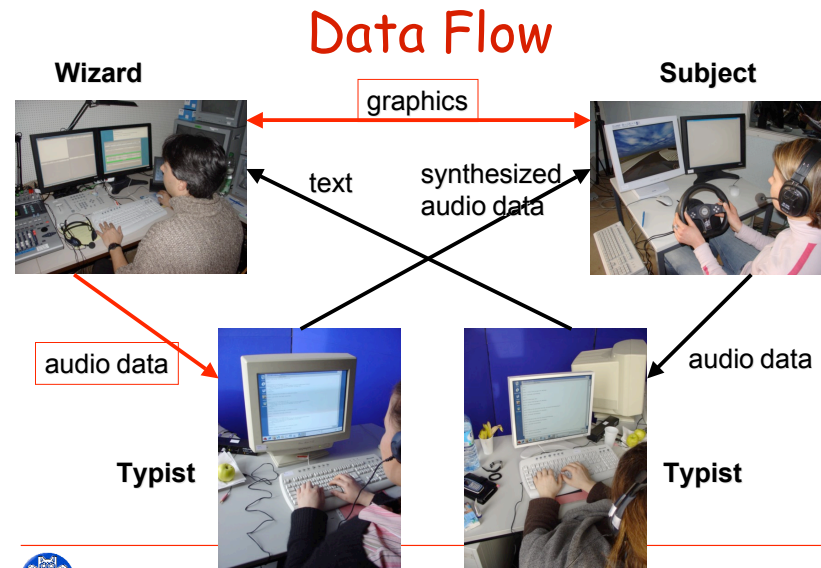 Data Flow
Wizard
Subject
graphics
text
synthesized
audio data
audio data
audio data
Typist
Typist